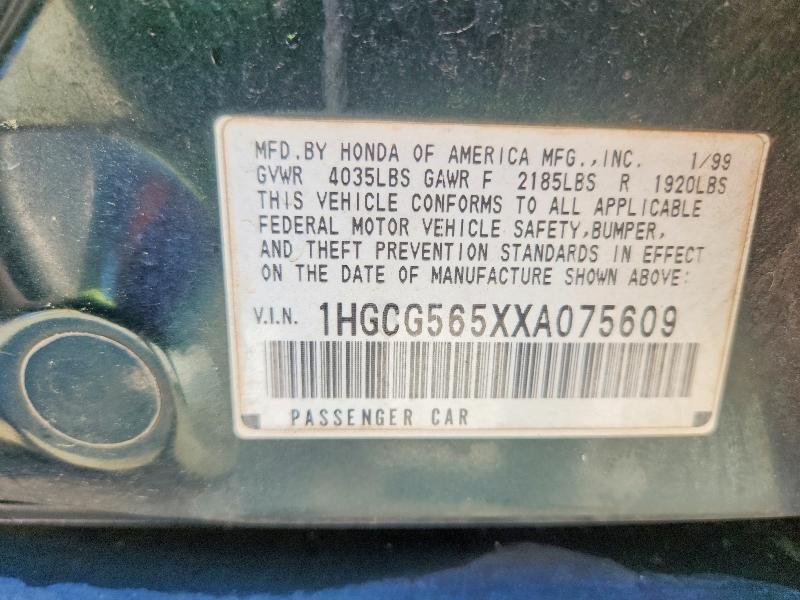 MFD.BY HONDA OF AMERICA MFG.,INC. 1/99
GVWR 4035LBS GAWR F 2185LBS R 1920LBS
THIS VEHICLE CONFORMS TO ALL APPLICABLE
FEDERAL MOTOR VEHICLE SAFETY,BUMPER,
AND THEFT PREVENTION STANDARDS IN EFFECT
ON THE DATE OF MANUFACTURE SHOWN ABOVE:
V.I.N. 1HGCG565XXA075609
PASSENGER CAR